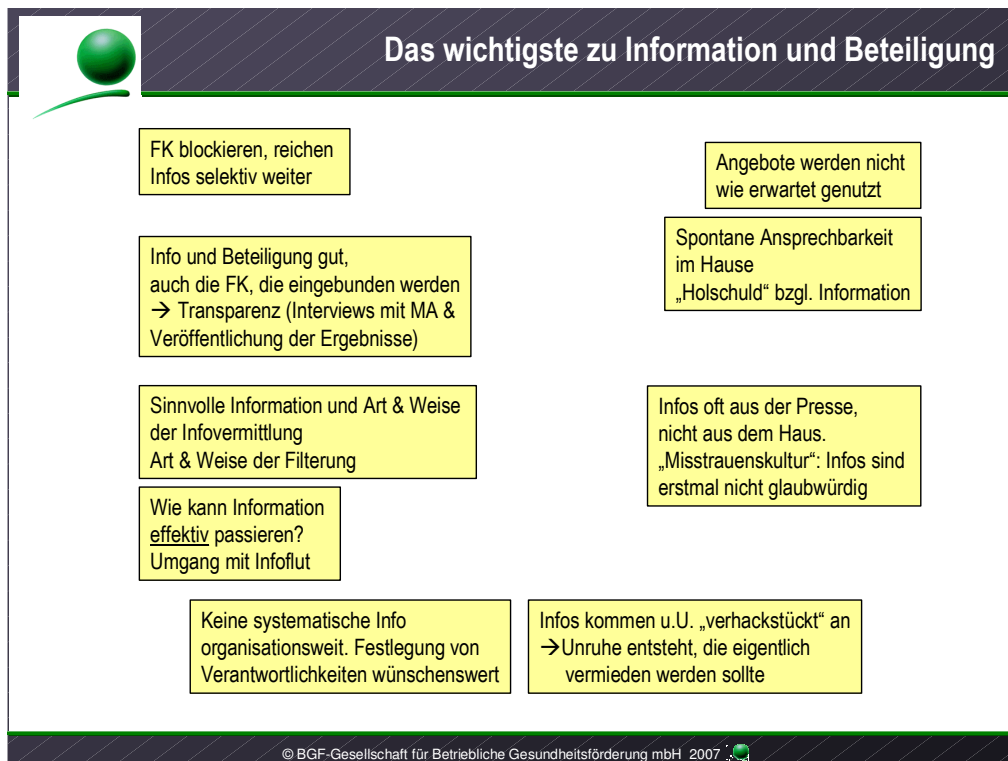 Das wichtigste zu Information und Beteiligung
FK blockieren, reichen
Infos selektiv weiter
Angebote werden nicht
wie erwartet genutzt
Spontane Ansprechbarkeit
im Hause
„Holschuld“ bzgl. Information
Info und Beteiligung gut,
auch die FK, die eingebunden werden
→ Transparenz (Interviews mit MA &
Veröffentlichung der Ergebnisse)
Sinnvolle Information und Art & Weise
der Infovermittlung
Art & Weise der Filterung
Infos oft aus der Presse,
nicht aus dem Haus.
„Misstrauenskultur“: Infos sind
erstmal nicht glaubwürdig
Wie kann Information
effektiv passieren?
Umgang mit Infoflut
Keine systematische Info
organisationsweit. Festlegung von
Verantwortlichkeiten wünschenswert
Infos kommen u.U. „verhackstückt“ an
→Unruhe entsteht, die eigentlich
vermieden werden sollte
© BGF-Gesellschaft für Betriebliche Gesundheitsförderung mbH 2007